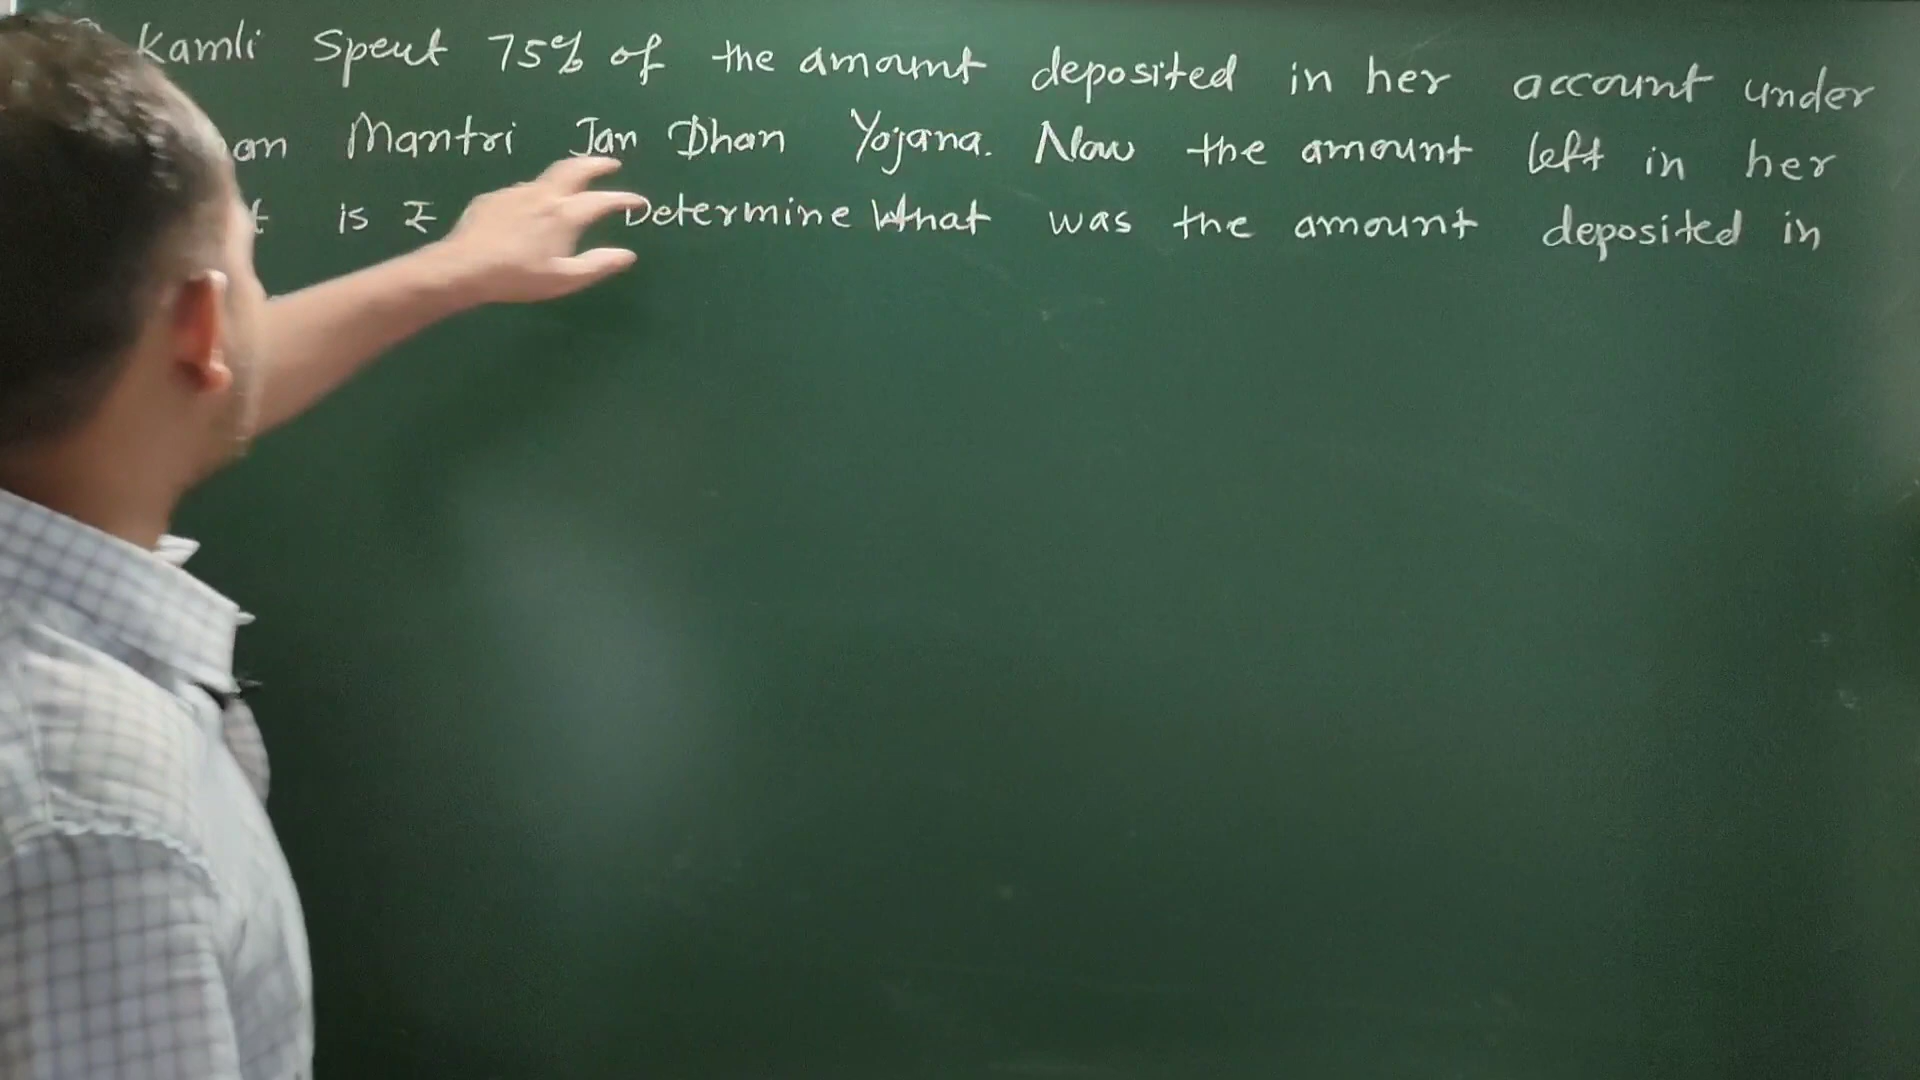 Kamli Spent 75% of the amount deposited in her account under
Mantri Jan Dhan Yojana. Now the amount left in her
is ₹ Determine What was the amount deposited in